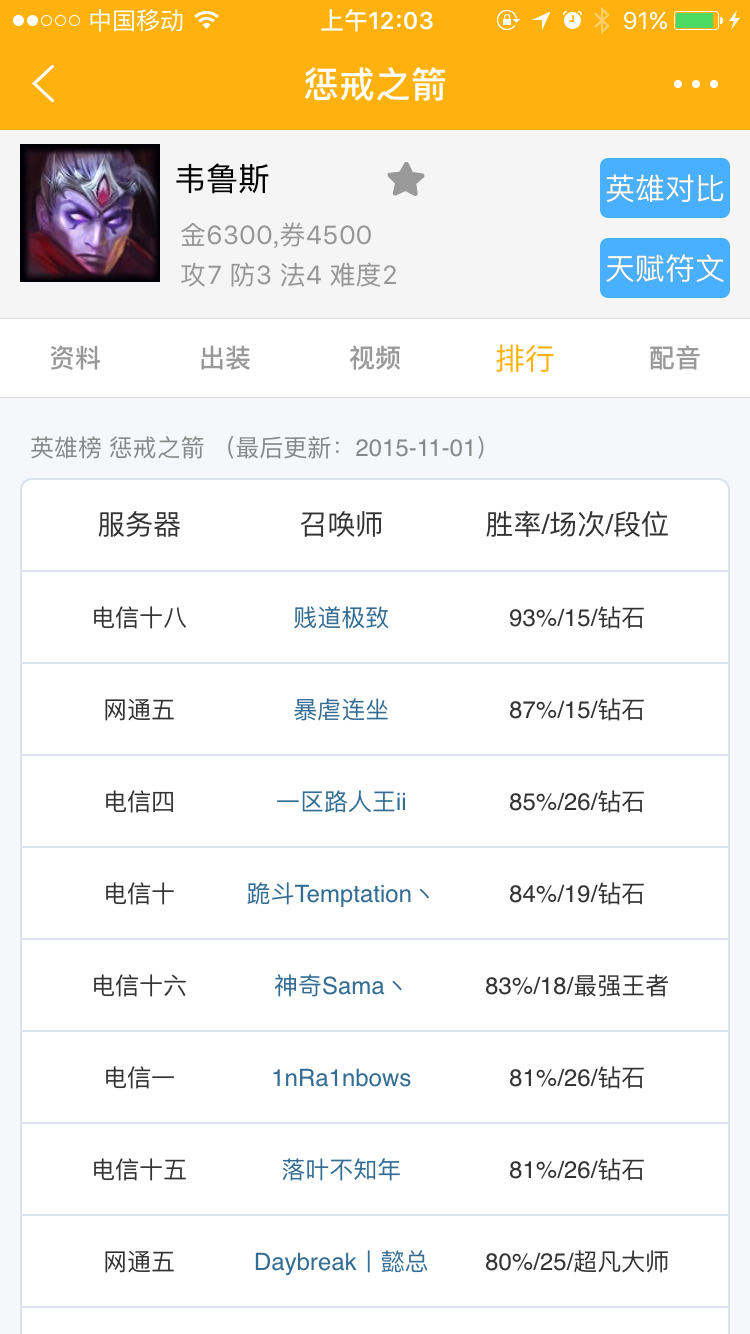 中国移动 上午12:03 91%
惩戒之箭
韦鲁斯
金6300,券4500
攻7 防3 法4 难度2
英雄对比
天赋符文
资料 出装 视频 排行 配音
英雄榜 惩戒之箭 （最后更新：2015-11-01）
服务器 召唤师 胜率/场次/段位
电信十八 贱道极致 93%/15/钻石
网通五 暴虐连坐 87%/15/钻石
电信四 一区路人王ii 85%/26/钻石
电信十 跪斗Temptation丶 84%/19/钻石
电信十六 神奇Sama丶 83%/18/最强王者
电信一 1nRa1nbows 81%/26/钻石
电信十五 落叶不知年 81%/26/钻石
网通五 Daybreak丨懿总 80%/25/超凡大师